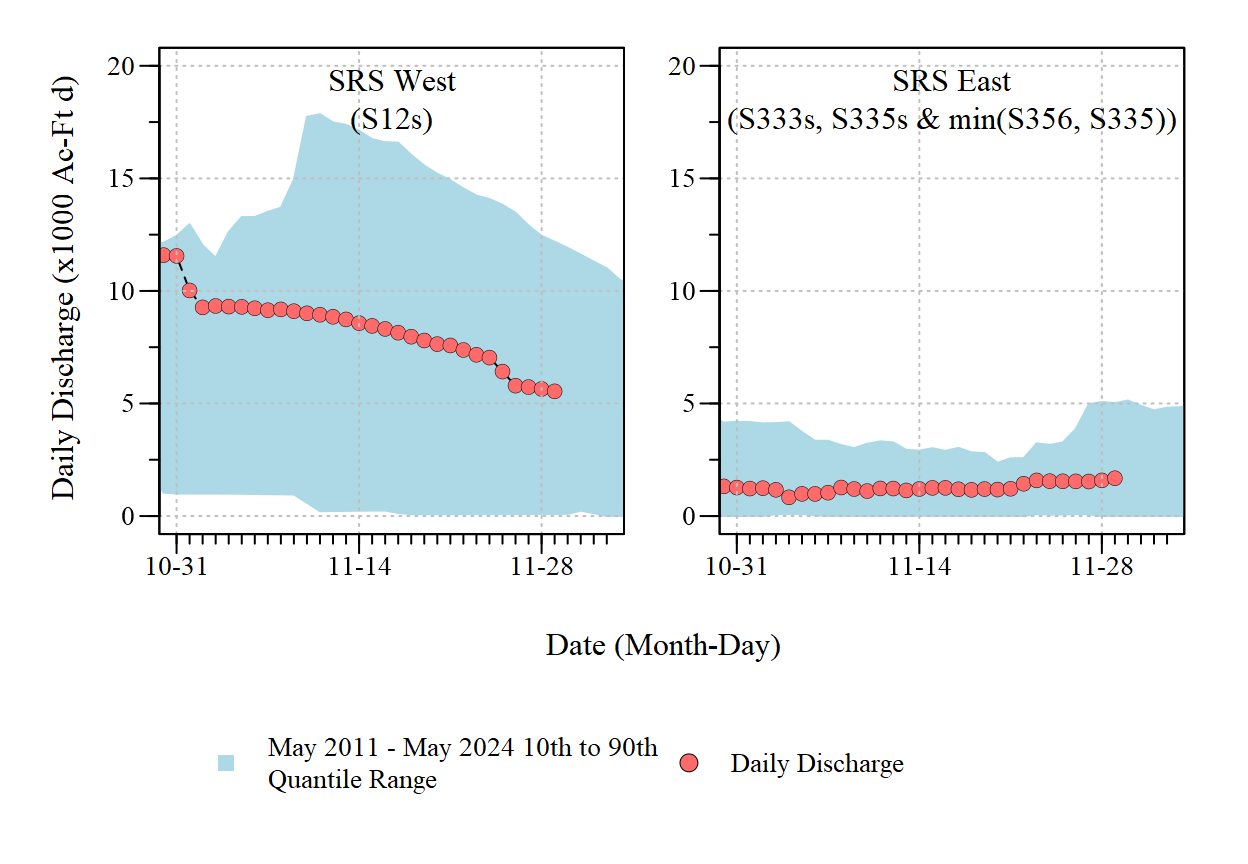 SRS West
(S12s)
SRS East
(S333s, S335s & min(S356, S335))
Daily Discharge (x1000 Ac-Ft d)
20
15
10
5
0
10-31
11-14
11-28
20
15
10
5
0
10-31
11-14
11-28
Date (Month-Day)
May 2011 - May 2024 10th to 90th
Quantile Range
Daily Discharge